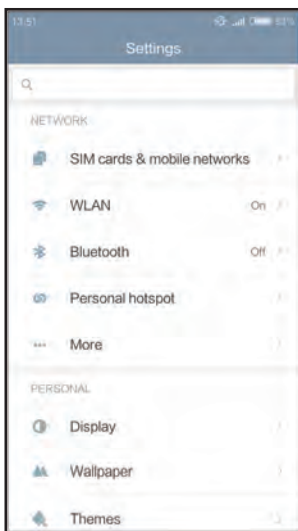 13:51 83%
Settings
NETWORK
SIM cards & mobile networks
WLAN On
Bluetooth Off
Personal hotspot
More
PERSONAL
Display
Wallpaper
Themes